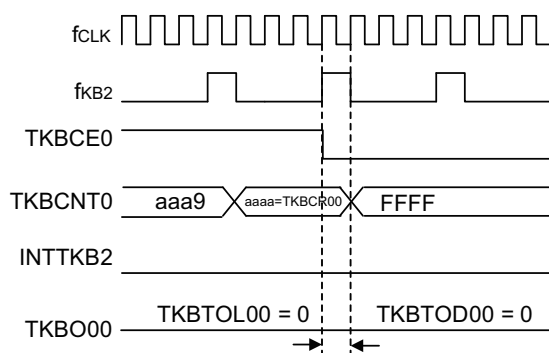 fCLK
fKB2
TKBCE0
TKBCNT0 aaa9 aaaa=TKBCR00 FFFF
INTTKB2
TKBTOL00 = 0 TKBTOD00 = 0
TKBO00